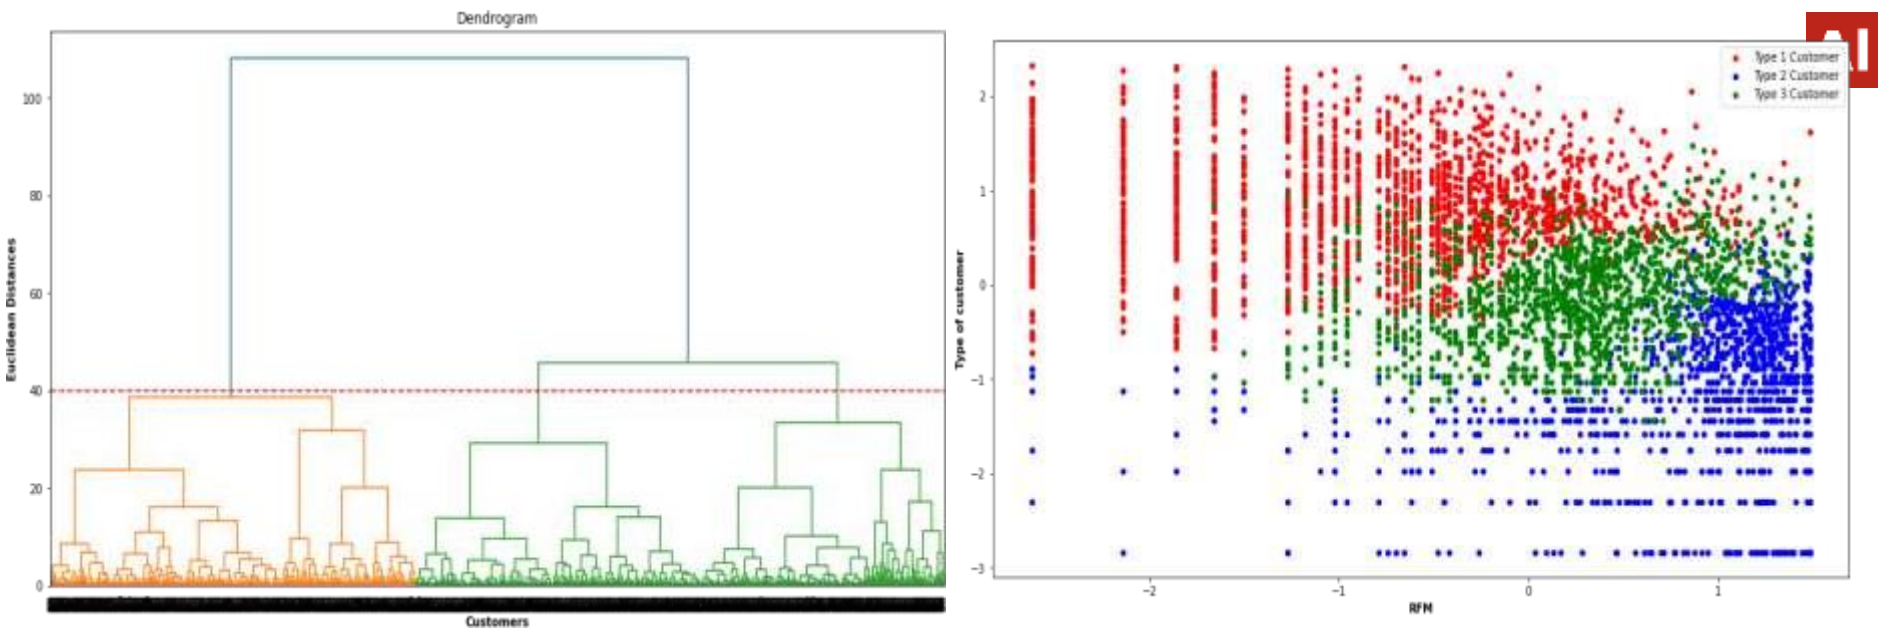 Dendrogram
Euclidean Distances
100
80
60
40
20
0
Customers
AI
Type 1 Customer
Type 2 Customer
Type 3 Customer
Type of customer
2
1
0
−1
−2
−3
−2
−1
0
1
RFM